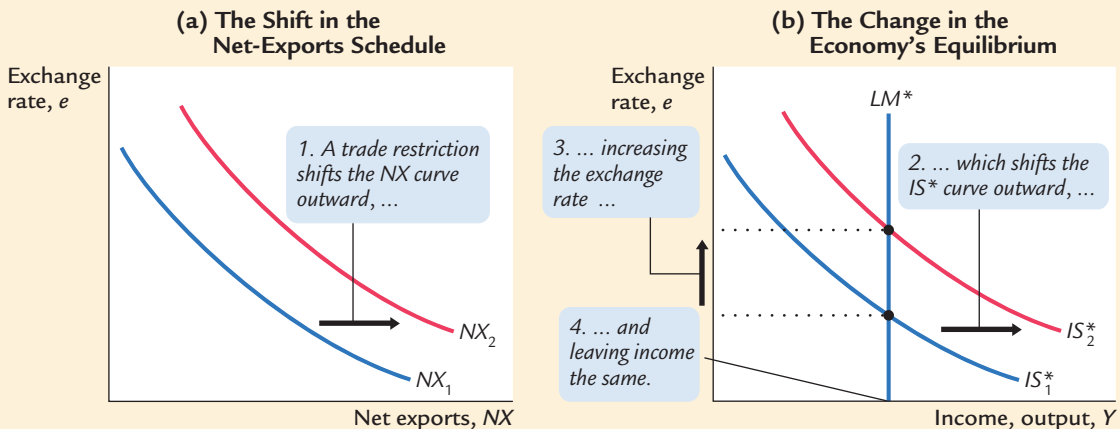 (a) The Shift in the
Net-Exports Schedule
Exchange
rate, e
1. A trade restriction
shifts the NX curve
outward, ...
NX₂
NX₁
Net exports, NX
(b) The Change in the
Economy’s Equilibrium
Exchange
rate, e
LM*
3. ... increasing
the exchange
rate ...
2. ... which shifts the
IS* curve outward, ...
4. ... and
leaving income
the same.
IS*₂
IS*₁
Income, output, Y